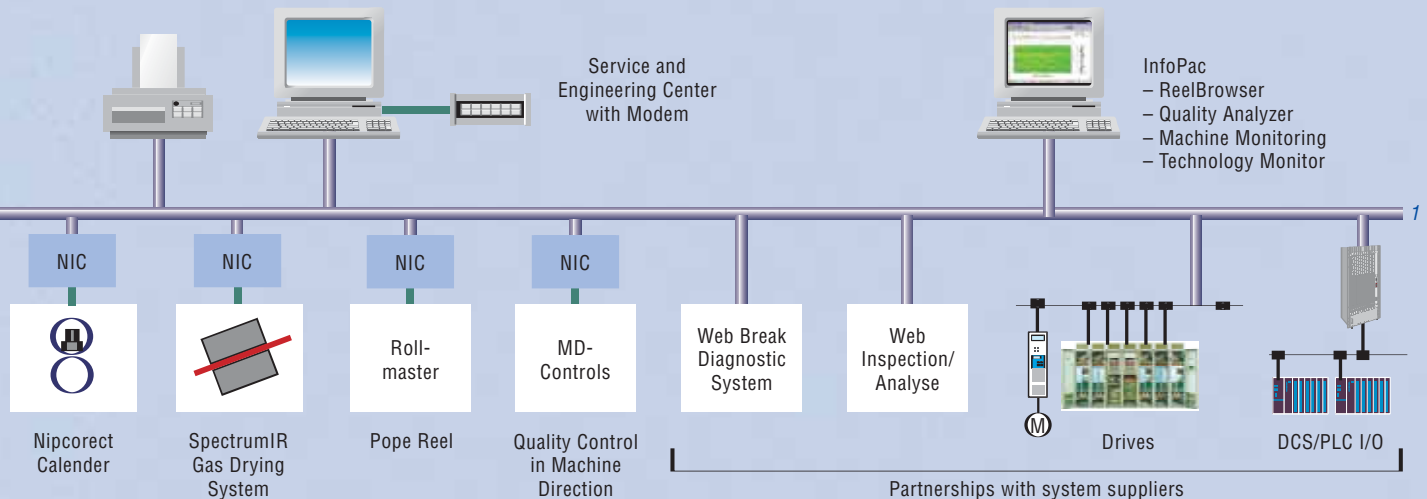 Service and
Engineering Center
with Modem
InfoPac
– ReelBrowser
– Quality Analyzer
– Machine Monitoring
– Technology Monitor
1
NIC
NIC
NIC
NIC
Roll-
master
MD-
Controls
Web Break
Diagnostic
System
Web
Inspection/
Analyse
M
Nipcorect
Calender
SpectrumIR
Gas Drying
System
Pope Reel
Quality Control
in Machine
Direction
Drives
DCS/PLC I/O
Partnerships with system suppliers